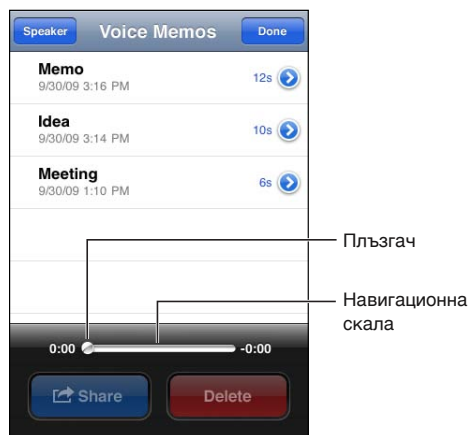 Speaker Voice Memos Done
Memo
9/30/09 3:16 PM
12s
Idea
9/30/09 3:14 PM
10s
Meeting
9/30/09 1:10 PM
6s
Плъзгач
Навигационна
скала
0:00 -0:00
Share Delete